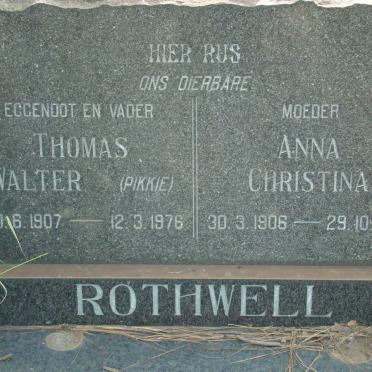 HIER RUS
ONS DIERBARE
EGGENOOT EN VADER
THOMAS
WALTER (PIKKIE)
.6.1907 — 12.3.1976
MOEDER
ANNA
CHRISTINA
30.3.1906 — 29.10
ROTHWELL